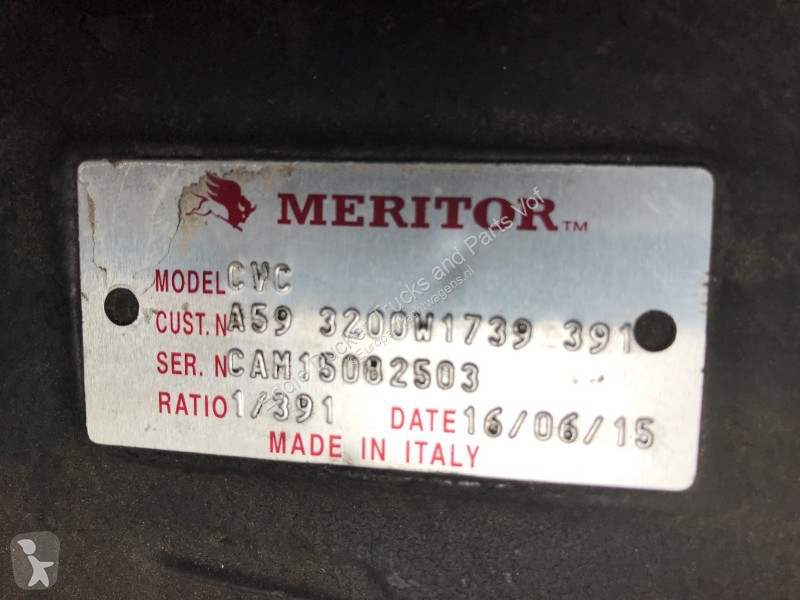 MERITOR™
MODEL CVC
CUST. N A59 3200W1739 391
SER. N CAM15082503
RATIO 1/391 DATE 16/06/15
MADE IN ITALY